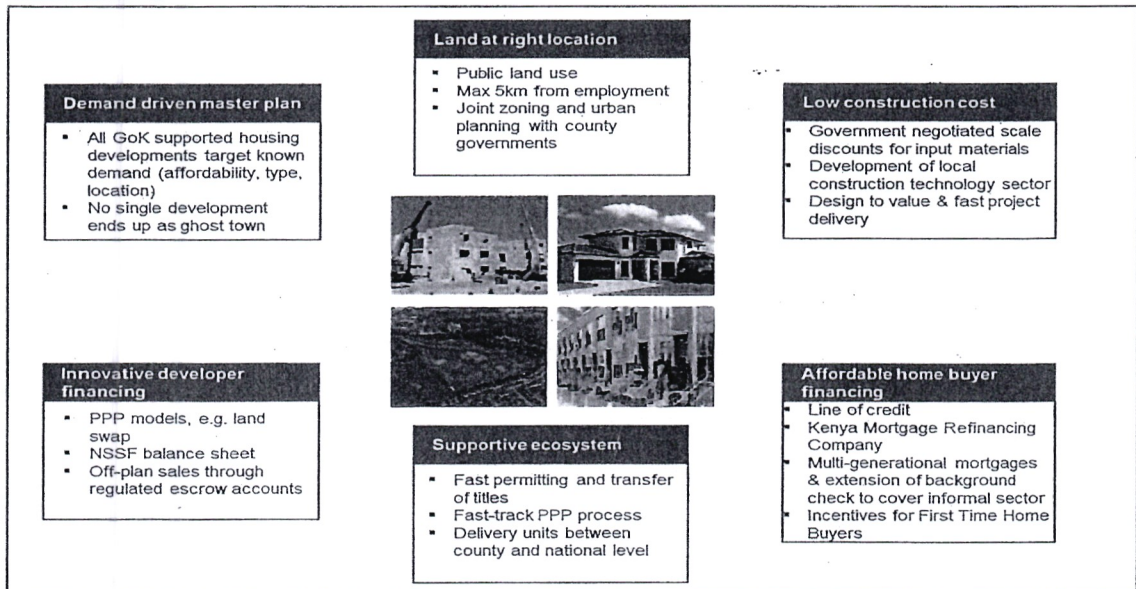 Land at right location
▪ Public land use
▪ Max 5km from employment
▪ Joint zoning and urban
planning with county
governments
Demand driven master plan
▪ All GoK supported housing
developments target known
demand (affordability, type,
location)
▪ No single development
ends up as ghost town
Low construction cost
▪ Government negotiated scale
discounts for input materials
▪ Development of local
construction technology sector
▪ Design to value & fast project
delivery
Innovative developer
financing
▪ PPP models, e.g. land
swap
▪ NSSF balance sheet
▪ Off-plan sales through
regulated escrow accounts
Supportive ecosystem
▪ Fast permitting and transfer
of titles
▪ Fast-track PPP process
▪ Delivery units between
county and national level
Affordable home buyer
financing
▪ Line of credit
▪ Kenya Mortgage Refinancing
Company
▪ Multi-generational mortgages
& extension of background
check to cover informal sector
▪ Incentives for First Time Home
Buyers